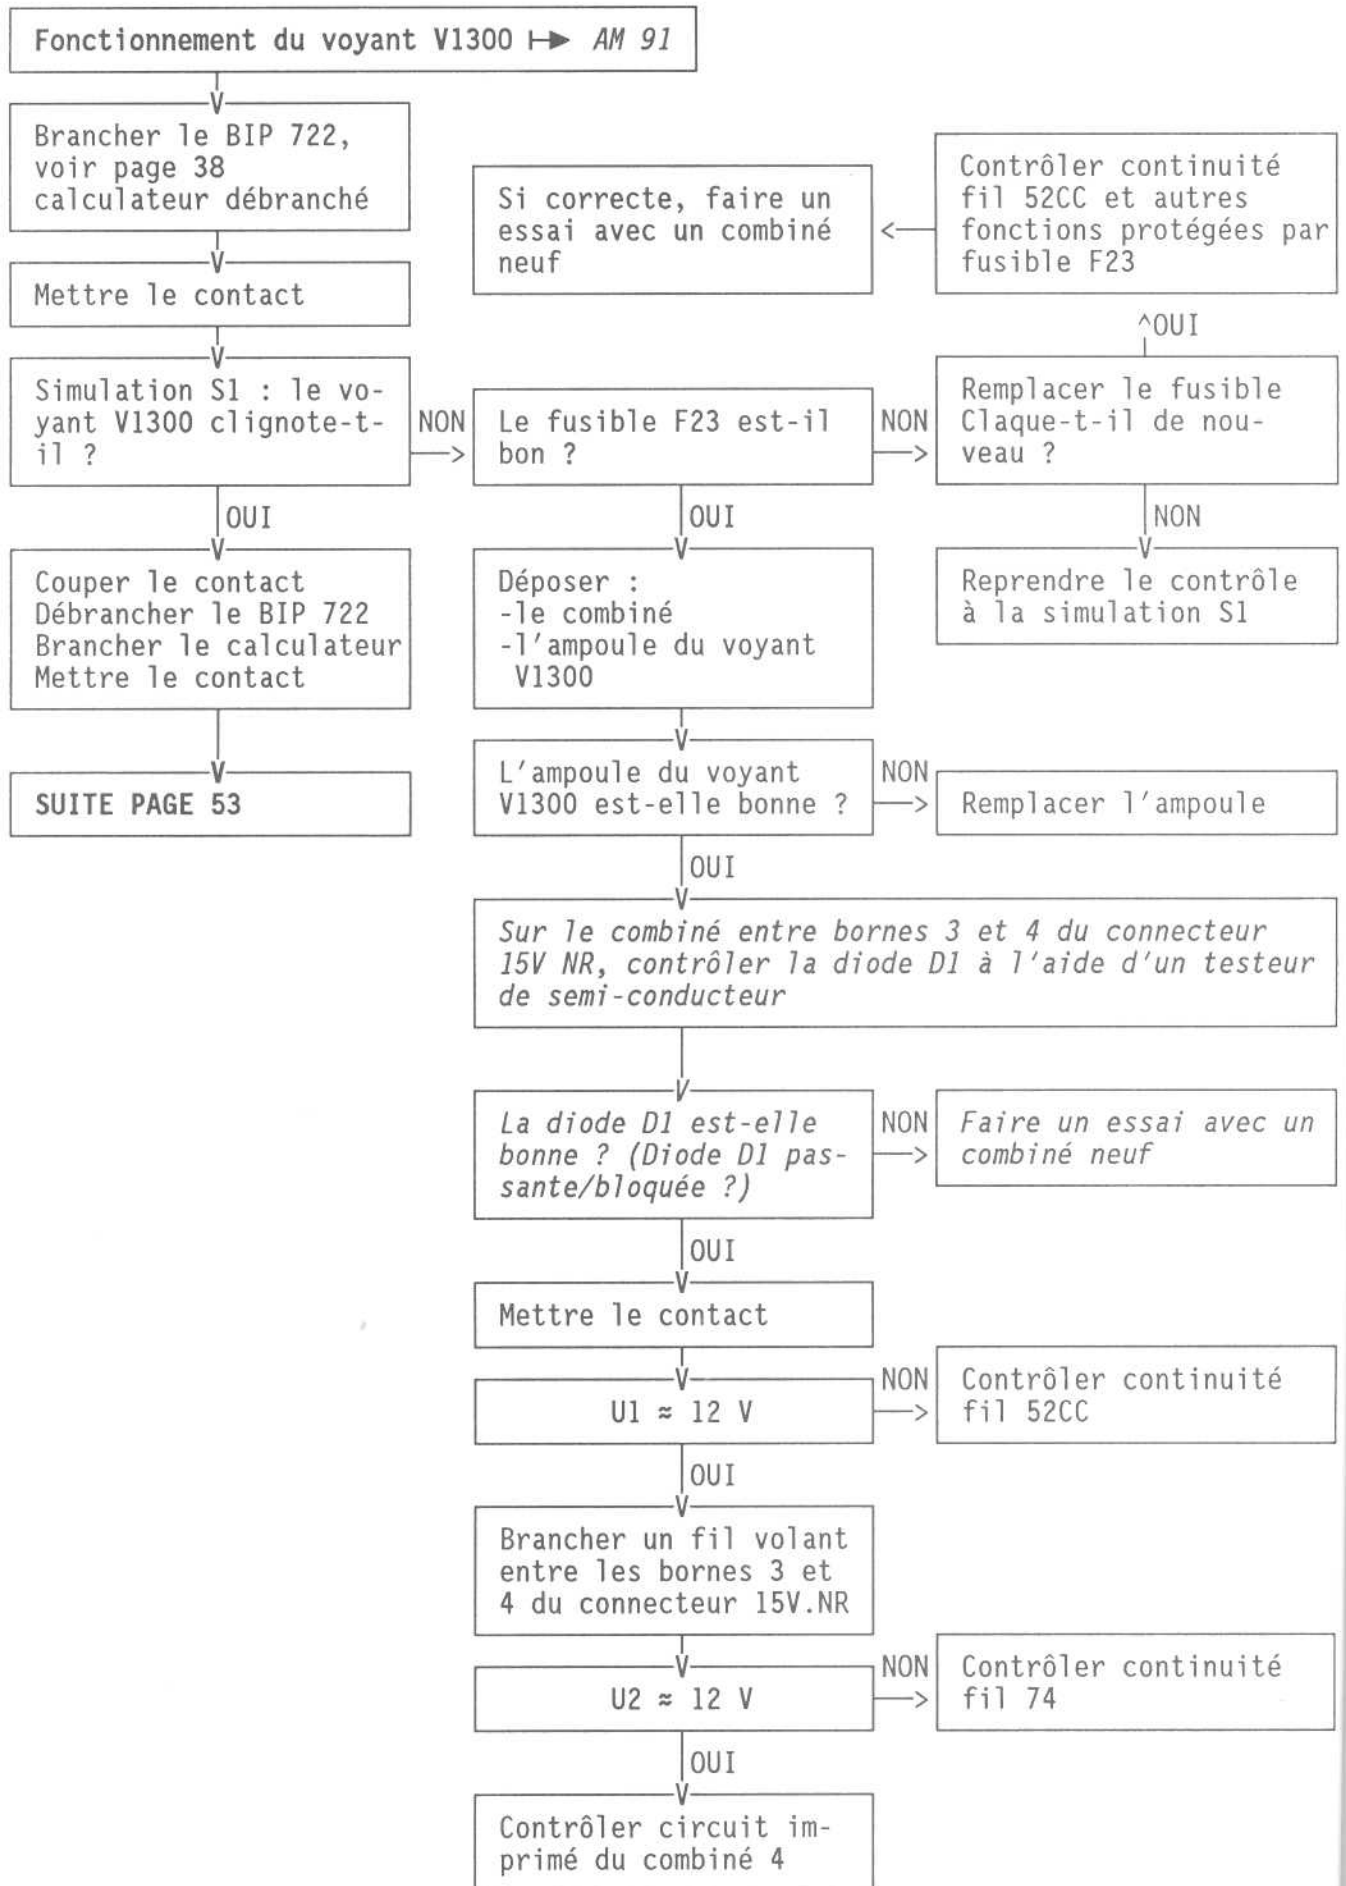 Fonctionnement du voyant V1300 ↦ AM 91
Brancher le BIP 722,
voir page 38
calculateur débranché
Mettre le contact
Simulation S1 : le vo-
yant V1300 clignote-t-
il ?
NON
OUI
Couper le contact
Débrancher le BIP 722
Brancher le calculateur
Mettre le contact
SUITE PAGE 53
Si correcte, faire un
essai avec un combiné
neuf
Contrôler continuité
fil 52CC et autres
fonctions protégées par
fusible F23
OUI
Le fusible F23 est-il
bon ?
NON
Remplacer le fusible
Claque-t-il de nou-
veau ?
NON
Reprendre le contrôle
à la simulation S1
OUI
Déposer :
-le combiné
-l'ampoule du voyant
V1300
L'ampoule du voyant
V1300 est-elle bonne ?
NON
Remplacer l'ampoule
OUI
Sur le combiné entre bornes 3 et 4 du connecteur
15V NR, contrôler la diode D1 à l'aide d'un testeur
de semi-conducteur
La diode D1 est-elle
bonne ? (Diode D1 pas-
sante/bloquée ?)
NON
Faire un essai avec un
combiné neuf
OUI
Mettre le contact
U1 ≈ 12 V
NON
Contrôler continuité
fil 52CC
OUI
Brancher un fil volant
entre les bornes 3 et
4 du connecteur 15V.NR
U2 ≈ 12 V
NON
Contrôler continuité
fil 74
OUI
Contrôler circuit im-
primé du combiné 4